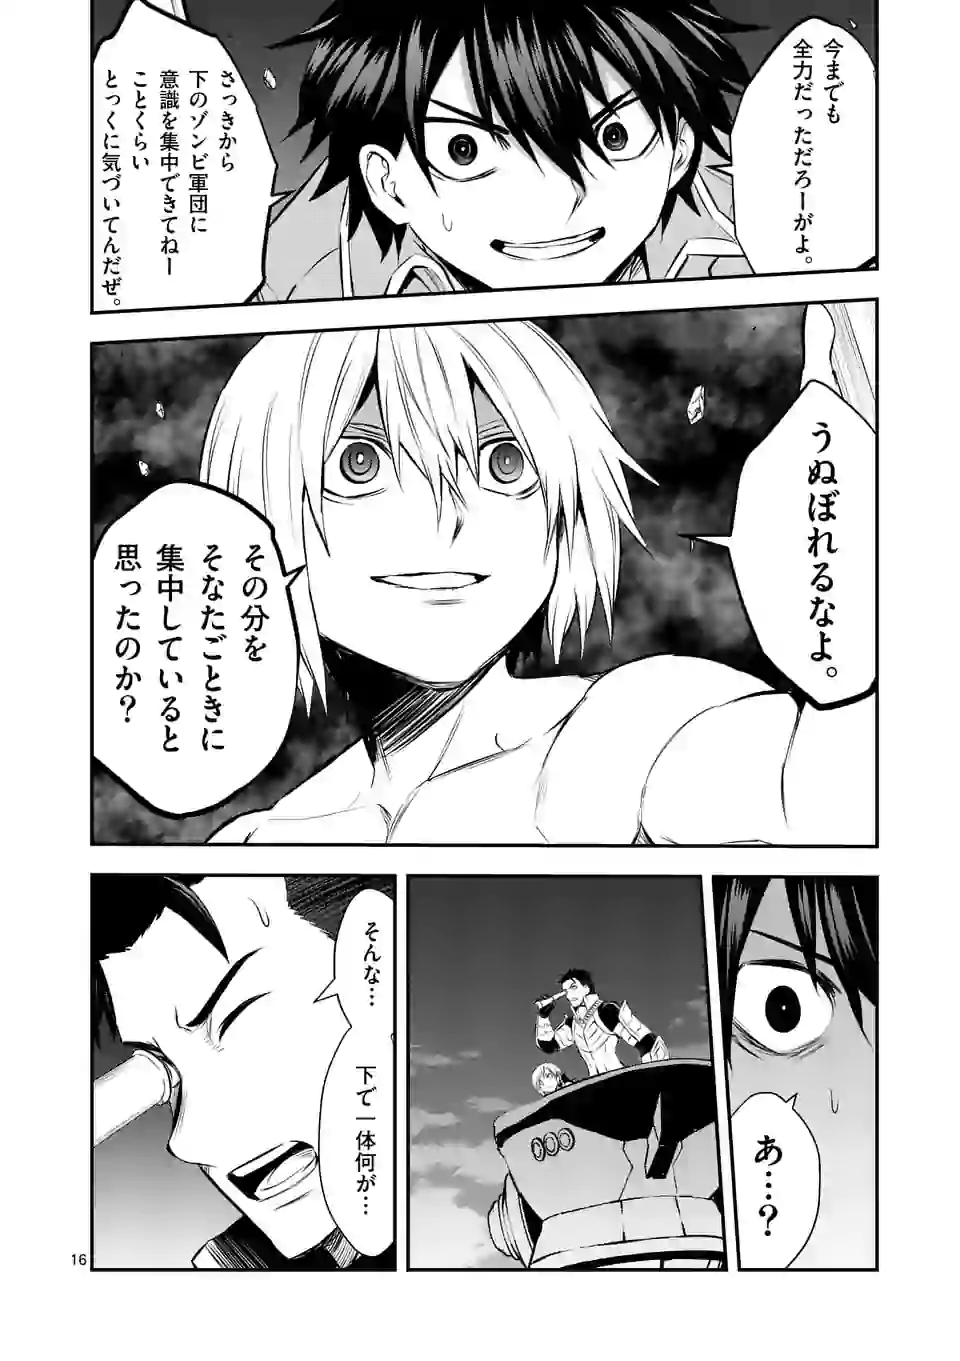 今までも
全力だっただろーがよ。
さっきから
下のゾンビ軍団に
意識を集中できてねー
ことくらい
とっくに気づいてんだぜ。
うぬぼれるなよ。
その分を
そなたごときに
集中していると
思ったのか？
あ……？
そんな…
下で一体何が…
16